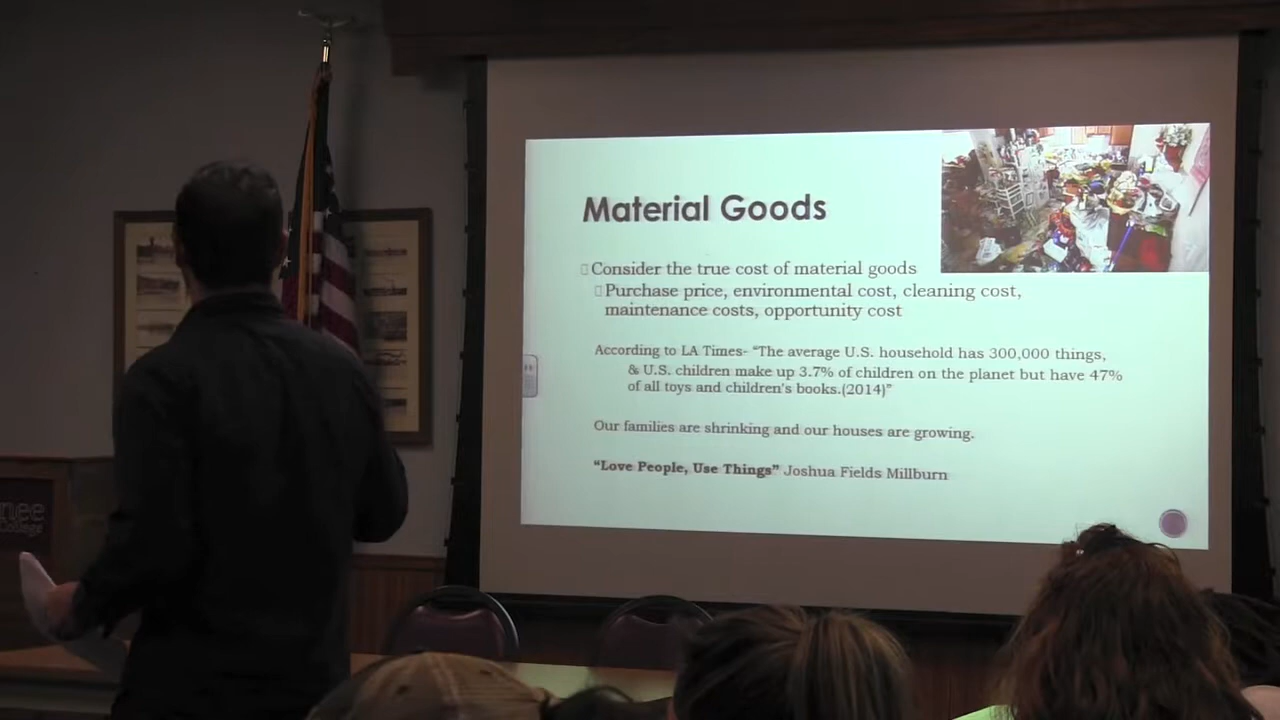 Material Goods
Consider the true cost of material goods
Purchase price, environmental cost, cleaning cost,
maintenance costs, opportunity cost
According to LA Times- “The average U.S. household has 300,000 things,
& U.S. children make up 3.7% of children on the planet but have 47%
of all toys and children's books.(2014)”
Our families are shrinking and our houses are growing.
“Love People, Use Things” Joshua Fields Millburn
nee
College